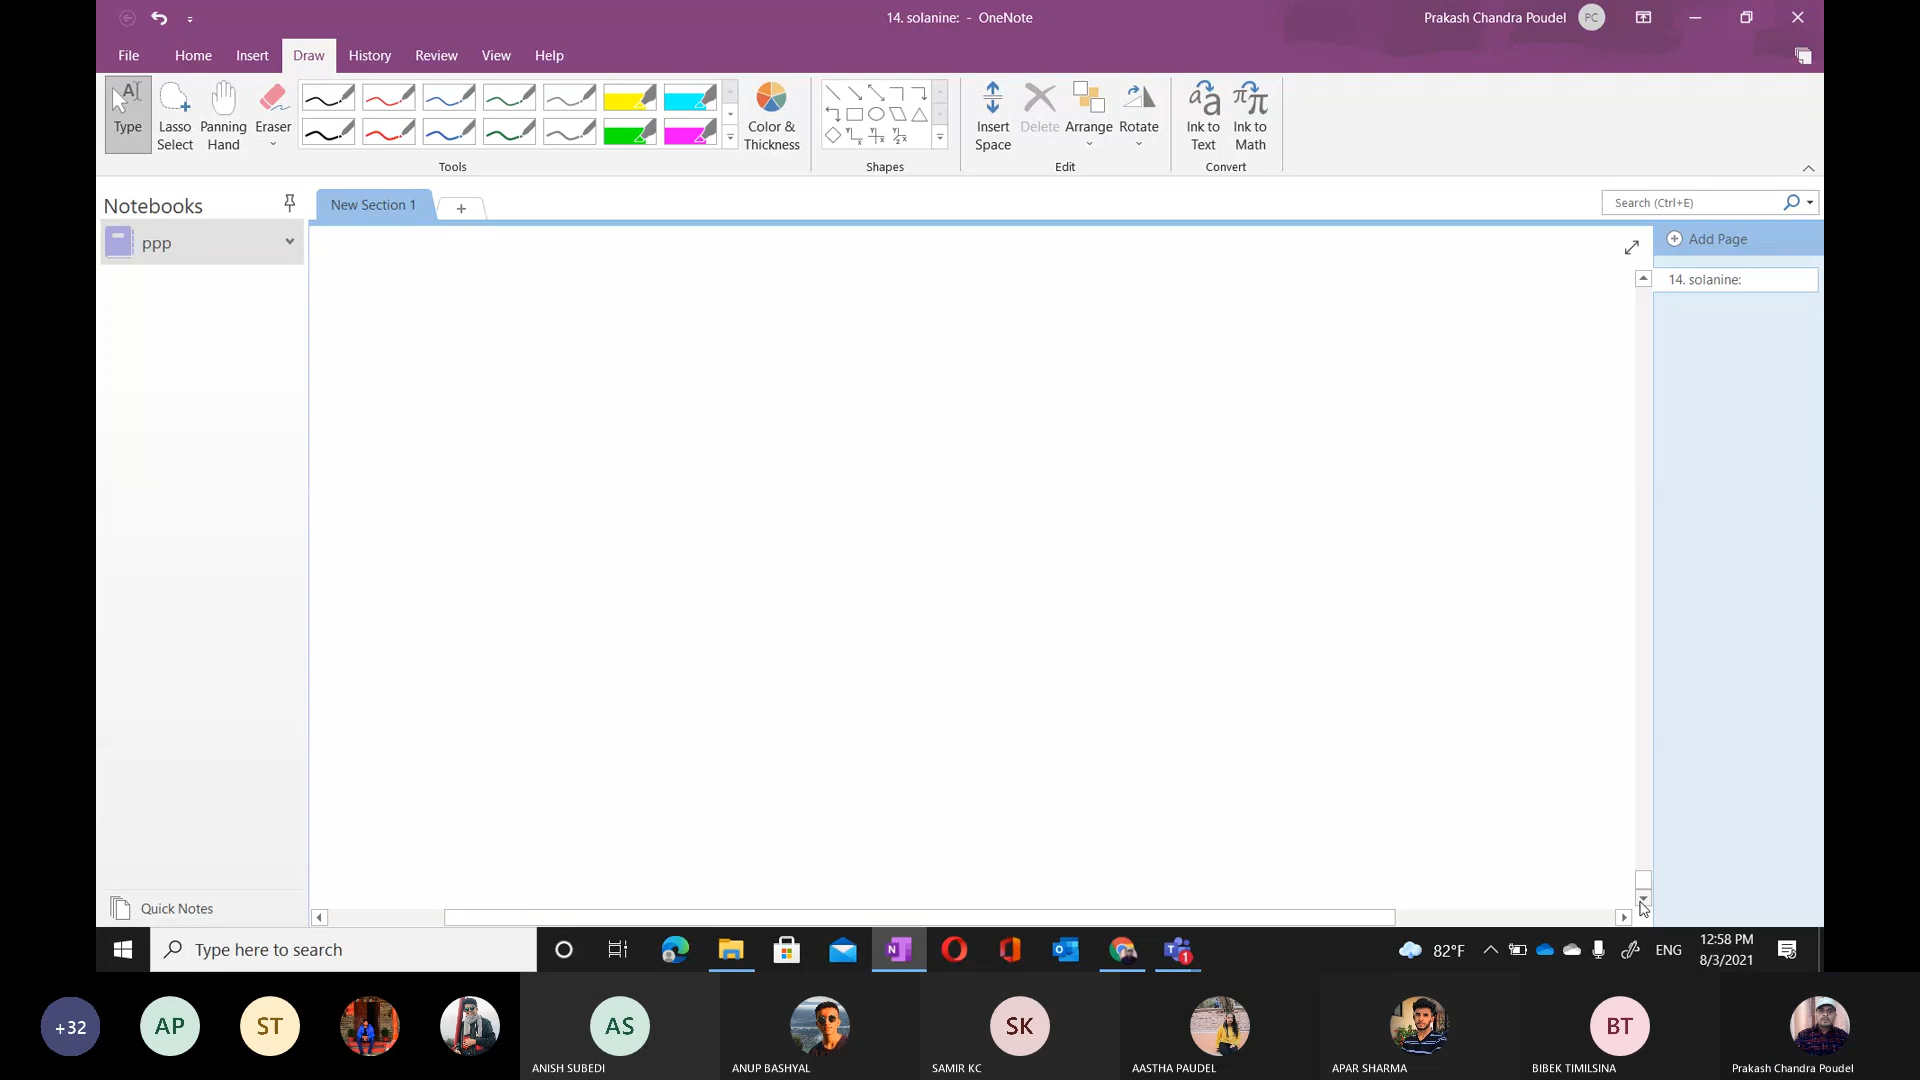 14. solanine: - OneNote
Prakash Chandra Poudel
PC
File
Home
Insert
Draw
History
Review
View
Help
Type
Lasso
Select
Panning
Hand
Eraser
Color &
Thickness
Insert
Space
Delete
Arrange
Rotate
Ink to
Text
Ink to
Math
Tools
Shapes
Edit
Convert
Notebooks
New Section 1
Search (Ctrl+E)
ppp
Add Page
14. solanine:
Quick Notes
Type here to search
82°F
ENG
12:58 PM
8/3/2021
+32
AP
ST
AS
SK
BT
ANISH SUBEDI
ANUP BASHYAL
SAMIR KC
AASTHA PAUDEL
APAR SHARMA
BIBEK TIMILSINA
Prakash Chandra Poudel